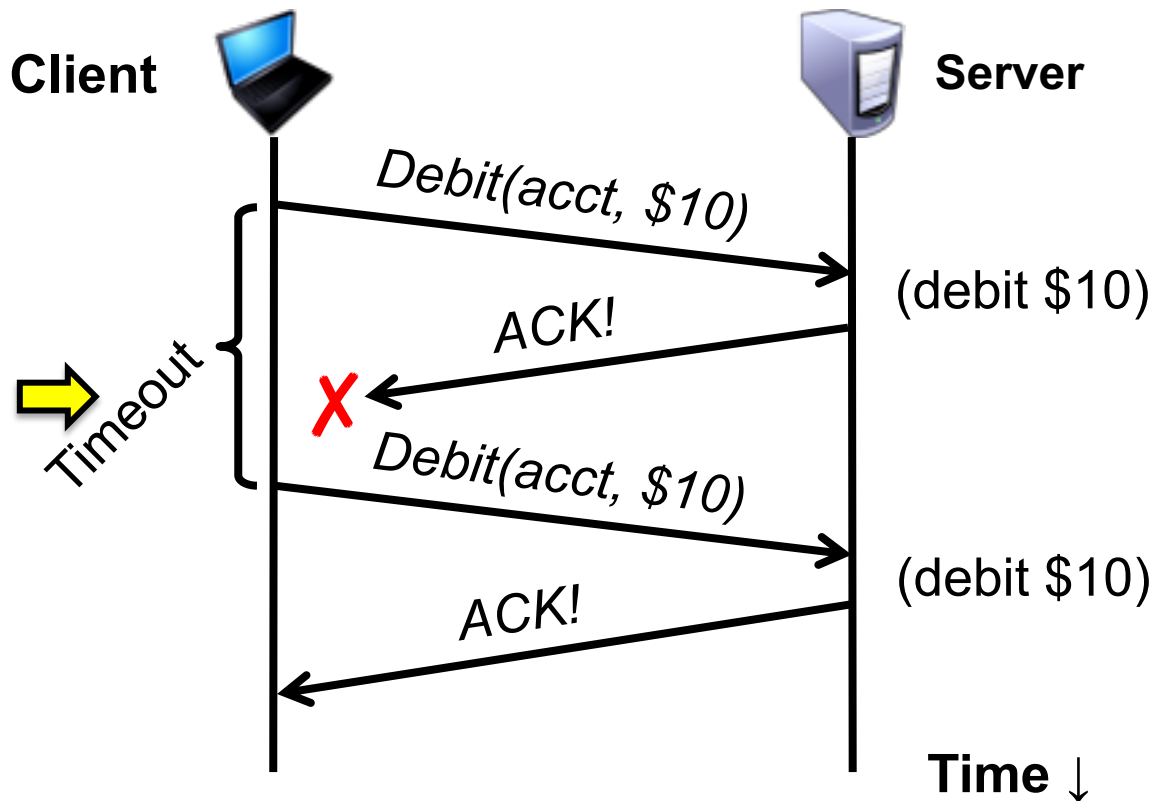 Client
Server
Debit(acct, $10)
(debit $10)
ACK!
Timeout
Debit(acct, $10)
(debit $10)
ACK!
Time ↓